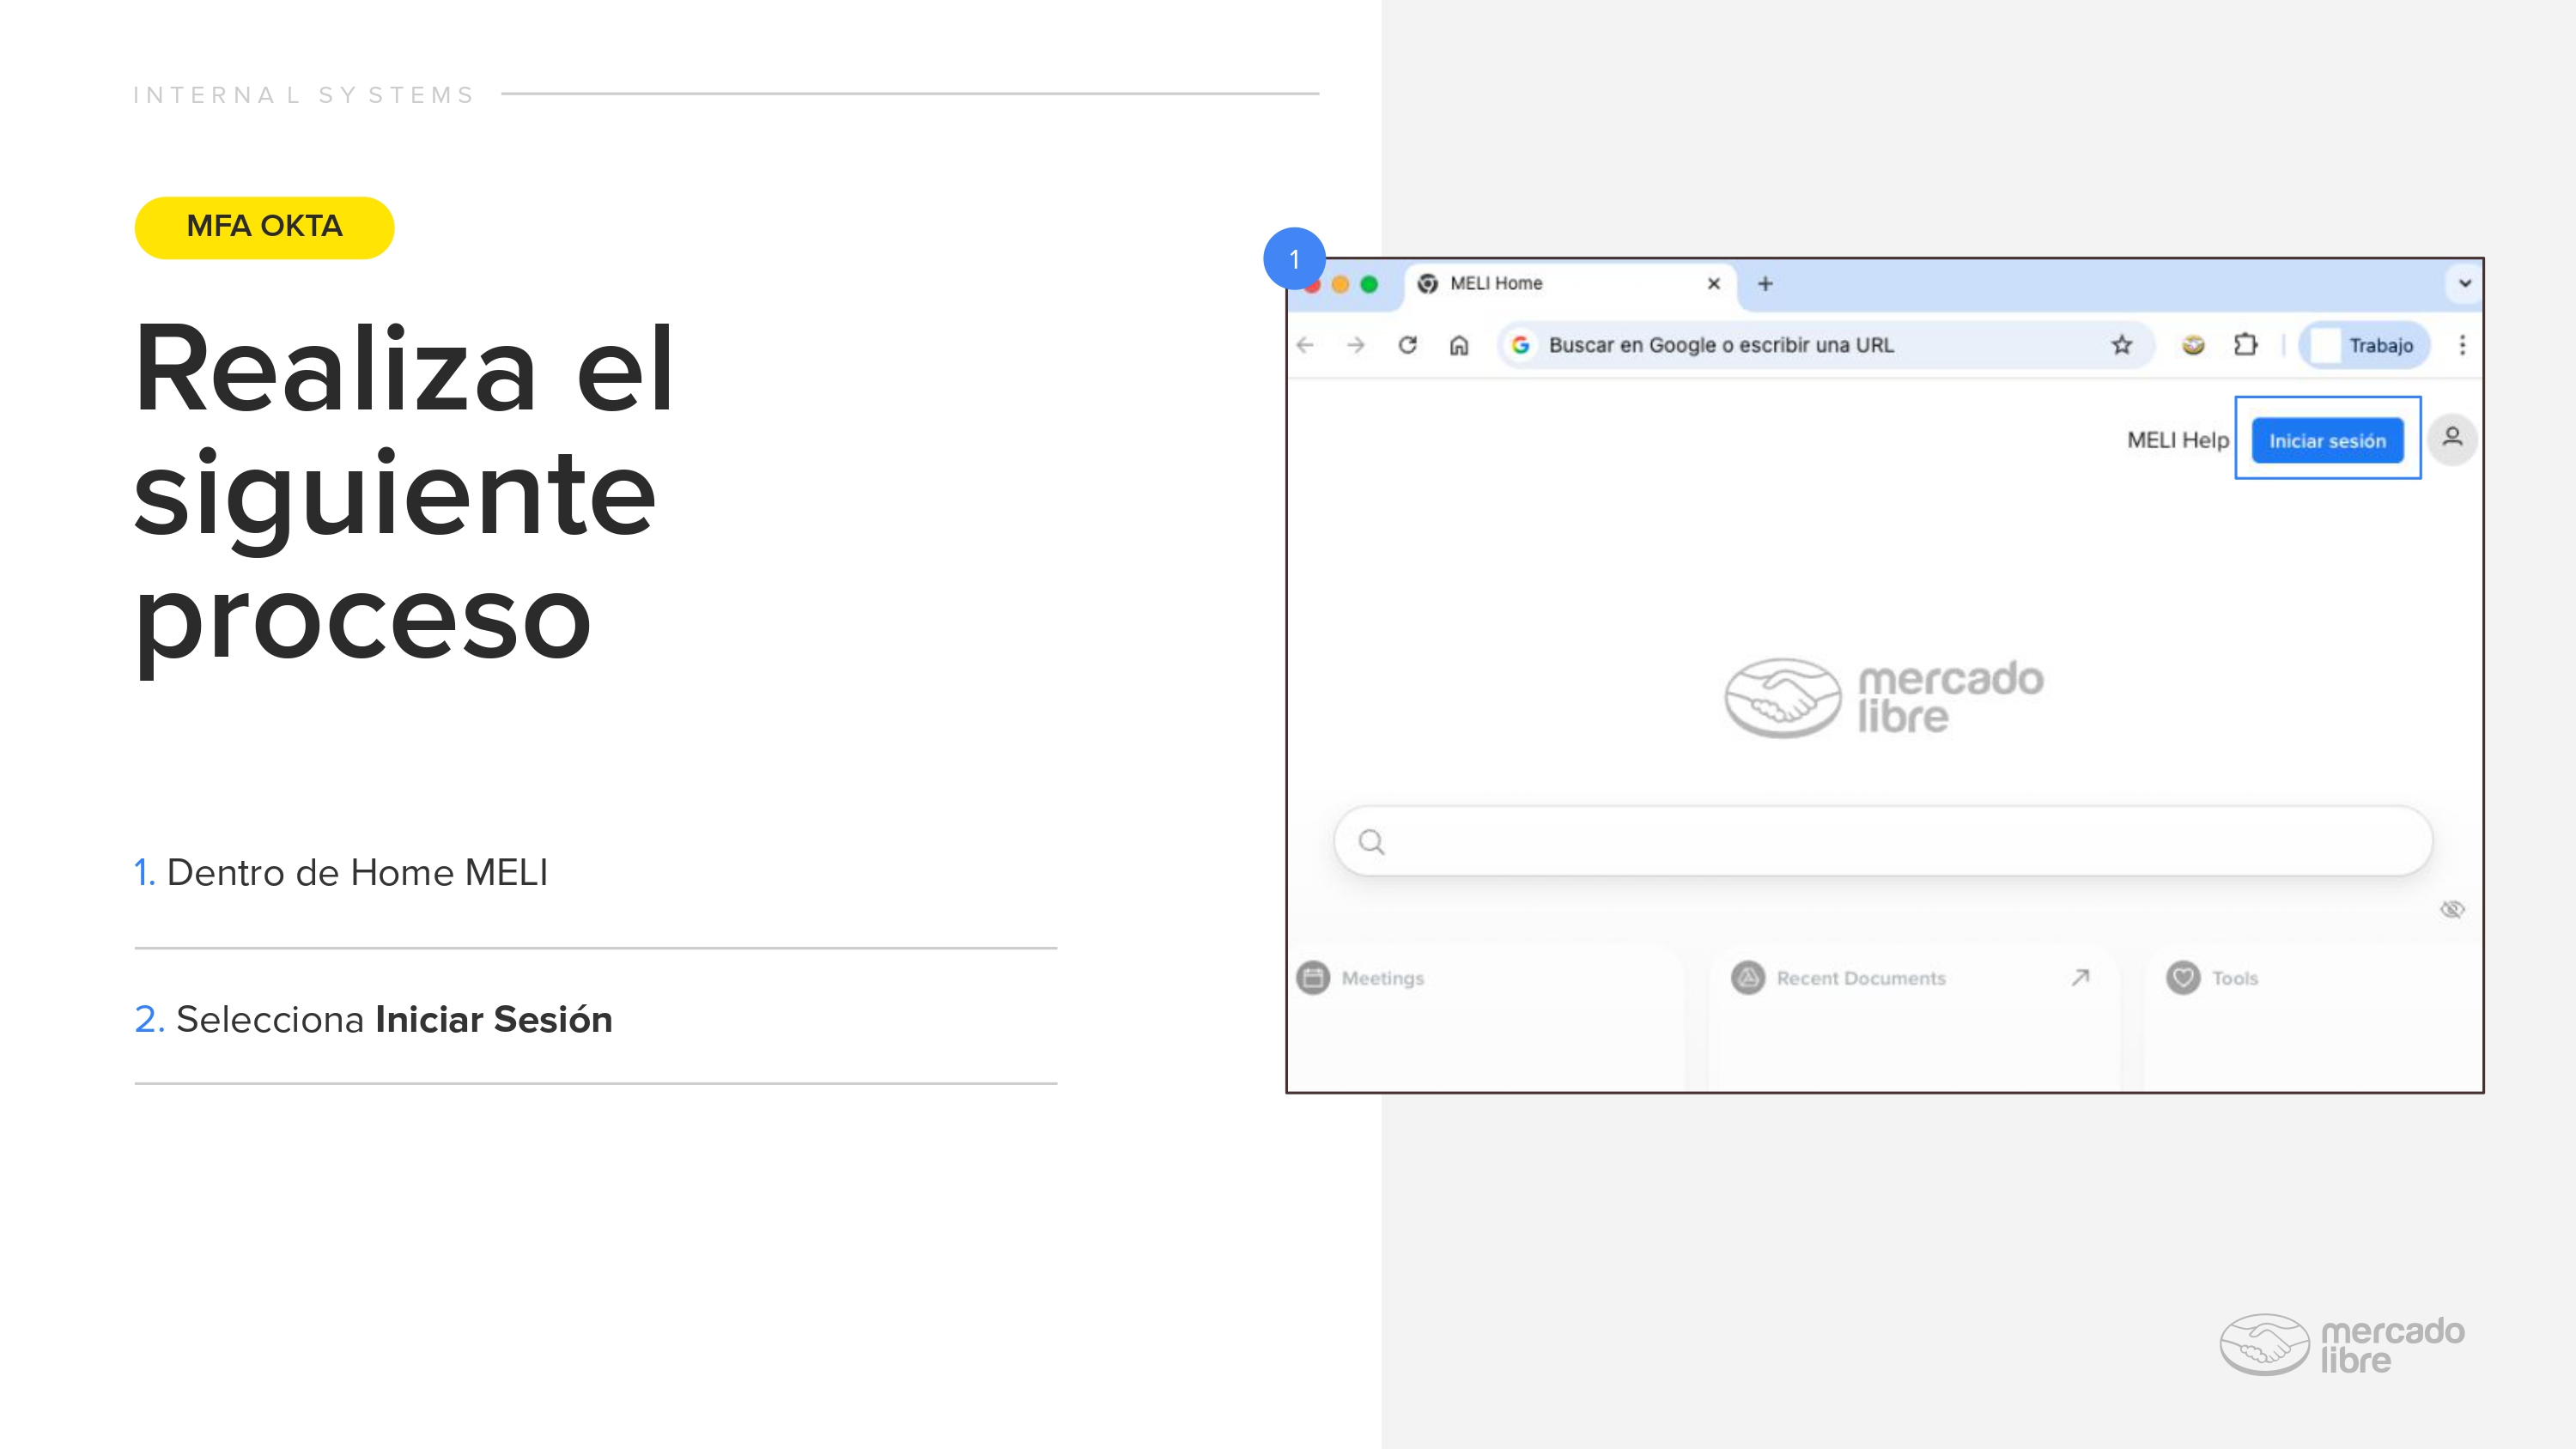 INTERNAL SYSTEMS
MFA OKTA
Realiza el
siguiente
proceso
1. Dentro de Home MELI
2. Selecciona Iniciar Sesión
1
MELI Home
Buscar en Google o escribir una URL
Trabajo
MELI Help
Iniciar sesión
mercado
libre
Meetings
Recent Documents
Tools
mercado
libre